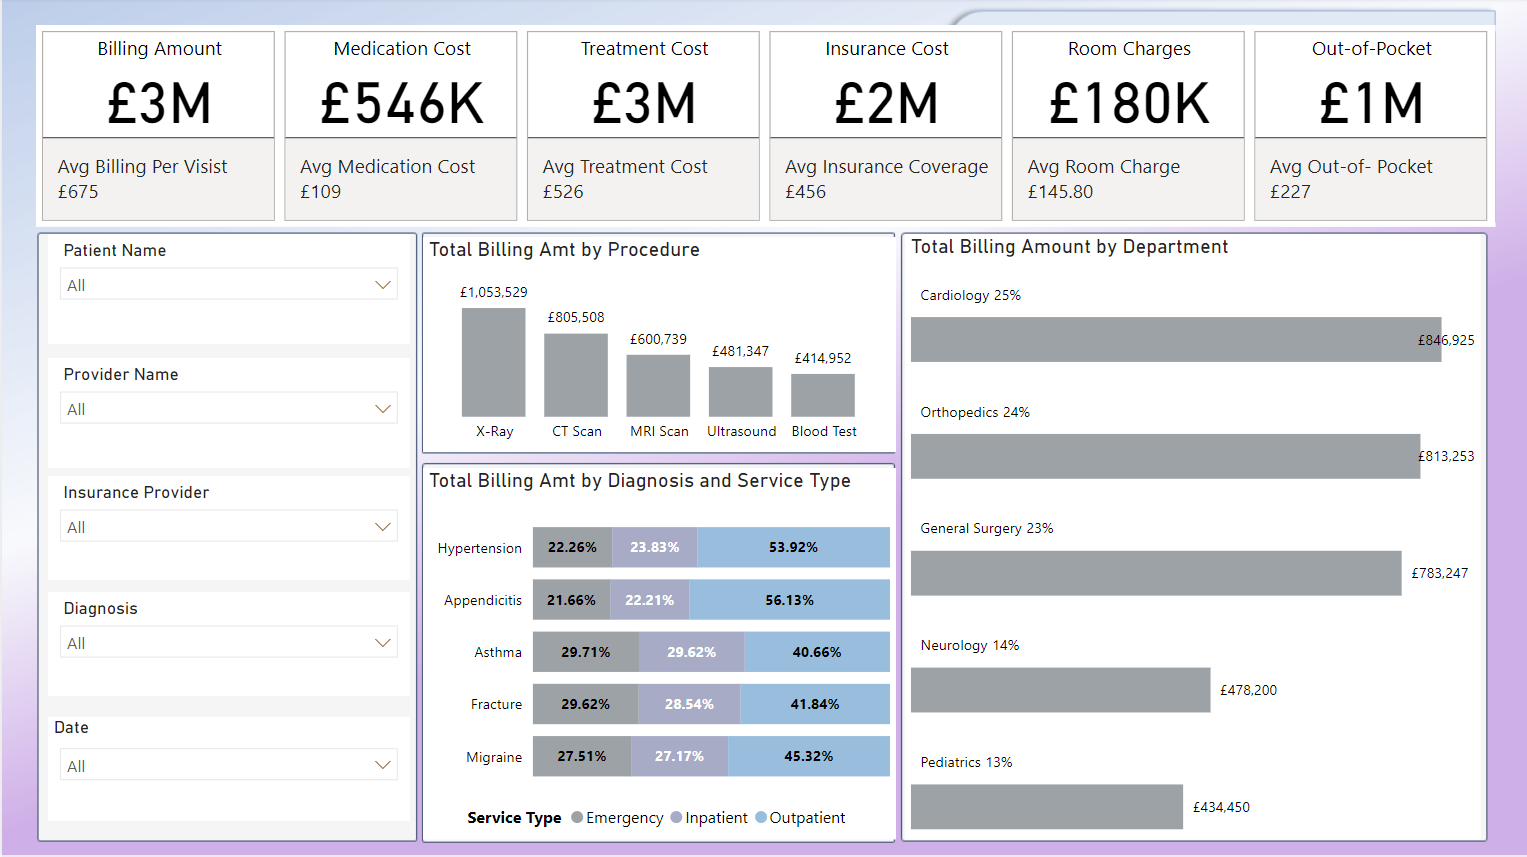 Billing Amount
£3M
Avg Billing Per Visist
£675
Medication Cost
£546K
Avg Medication Cost
£109
Treatment Cost
£3M
Avg Treatment Cost
£526
Insurance Cost
£2M
Avg Insurance Coverage
£456
Room Charges
£180K
Avg Room Charge
£145.80
Out-of-Pocket
£1M
Avg Out-of- Pocket
£227
Patient Name
All
Provider Name
All
Insurance Provider
All
Diagnosis
All
Date
All
Total Billing Amt by Procedure
£1,053,529
£805,508
£600,739
£481,347
£414,952
X-Ray CT Scan MRI Scan Ultrasound Blood Test
Total Billing Amt by Diagnosis and Service Type
Hypertension 22.26% 23.83% 53.92%
Appendicitis 21.66% 22.21% 56.13%
Asthma 29.71% 29.62% 40.66%
Fracture 29.62% 28.54% 41.84%
Migraine 27.51% 27.17% 45.32%
Service Type Emergency Inpatient Outpatient
Total Billing Amount by Department
Cardiology 25%
£846,925
Orthopedics 24%
£813,253
General Surgery 23%
£783,247
Neurology 14%
£478,200
Pediatrics 13%
£434,450